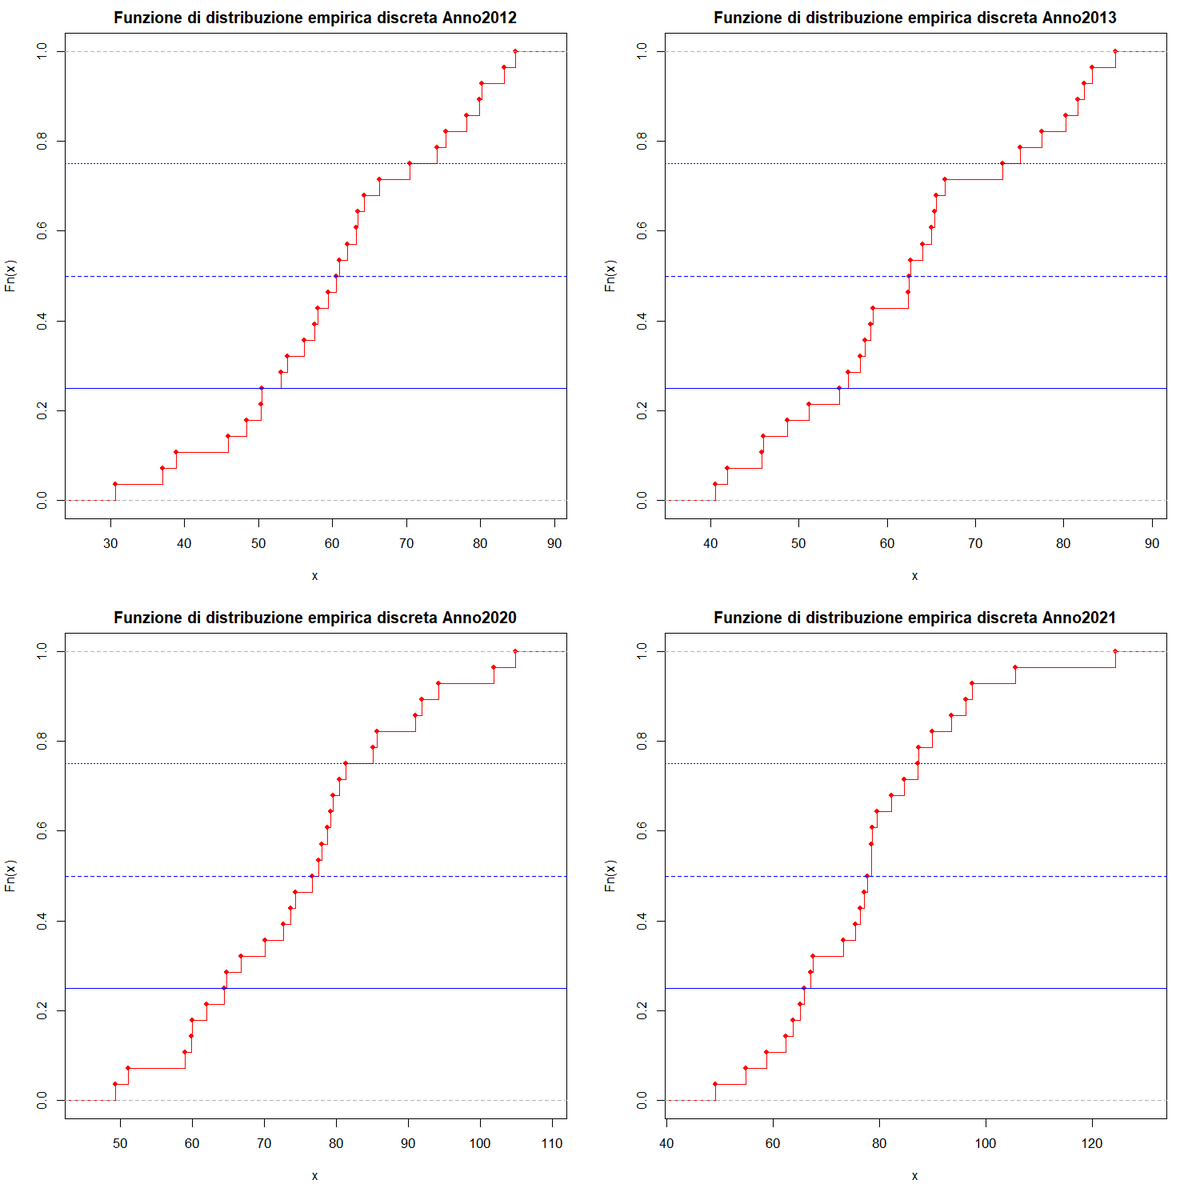 Funzione di distribuzione empirica discreta Anno2012
Fn(x)
1.0
0.8
0.6
0.4
0.2
0.0
30 40 50 60 70 80 90
x
Funzione di distribuzione empirica discreta Anno2013
Fn(x)
1.0
0.8
0.6
0.4
0.2
0.0
40 50 60 70 80 90
x
Funzione di distribuzione empirica discreta Anno2020
Fn(x)
1.0
0.8
0.6
0.4
0.2
0.0
50 60 70 80 90 100 110
x
Funzione di distribuzione empirica discreta Anno2021
Fn(x)
1.0
0.8
0.6
0.4
0.2
0.0
40 60 80 100 120
x